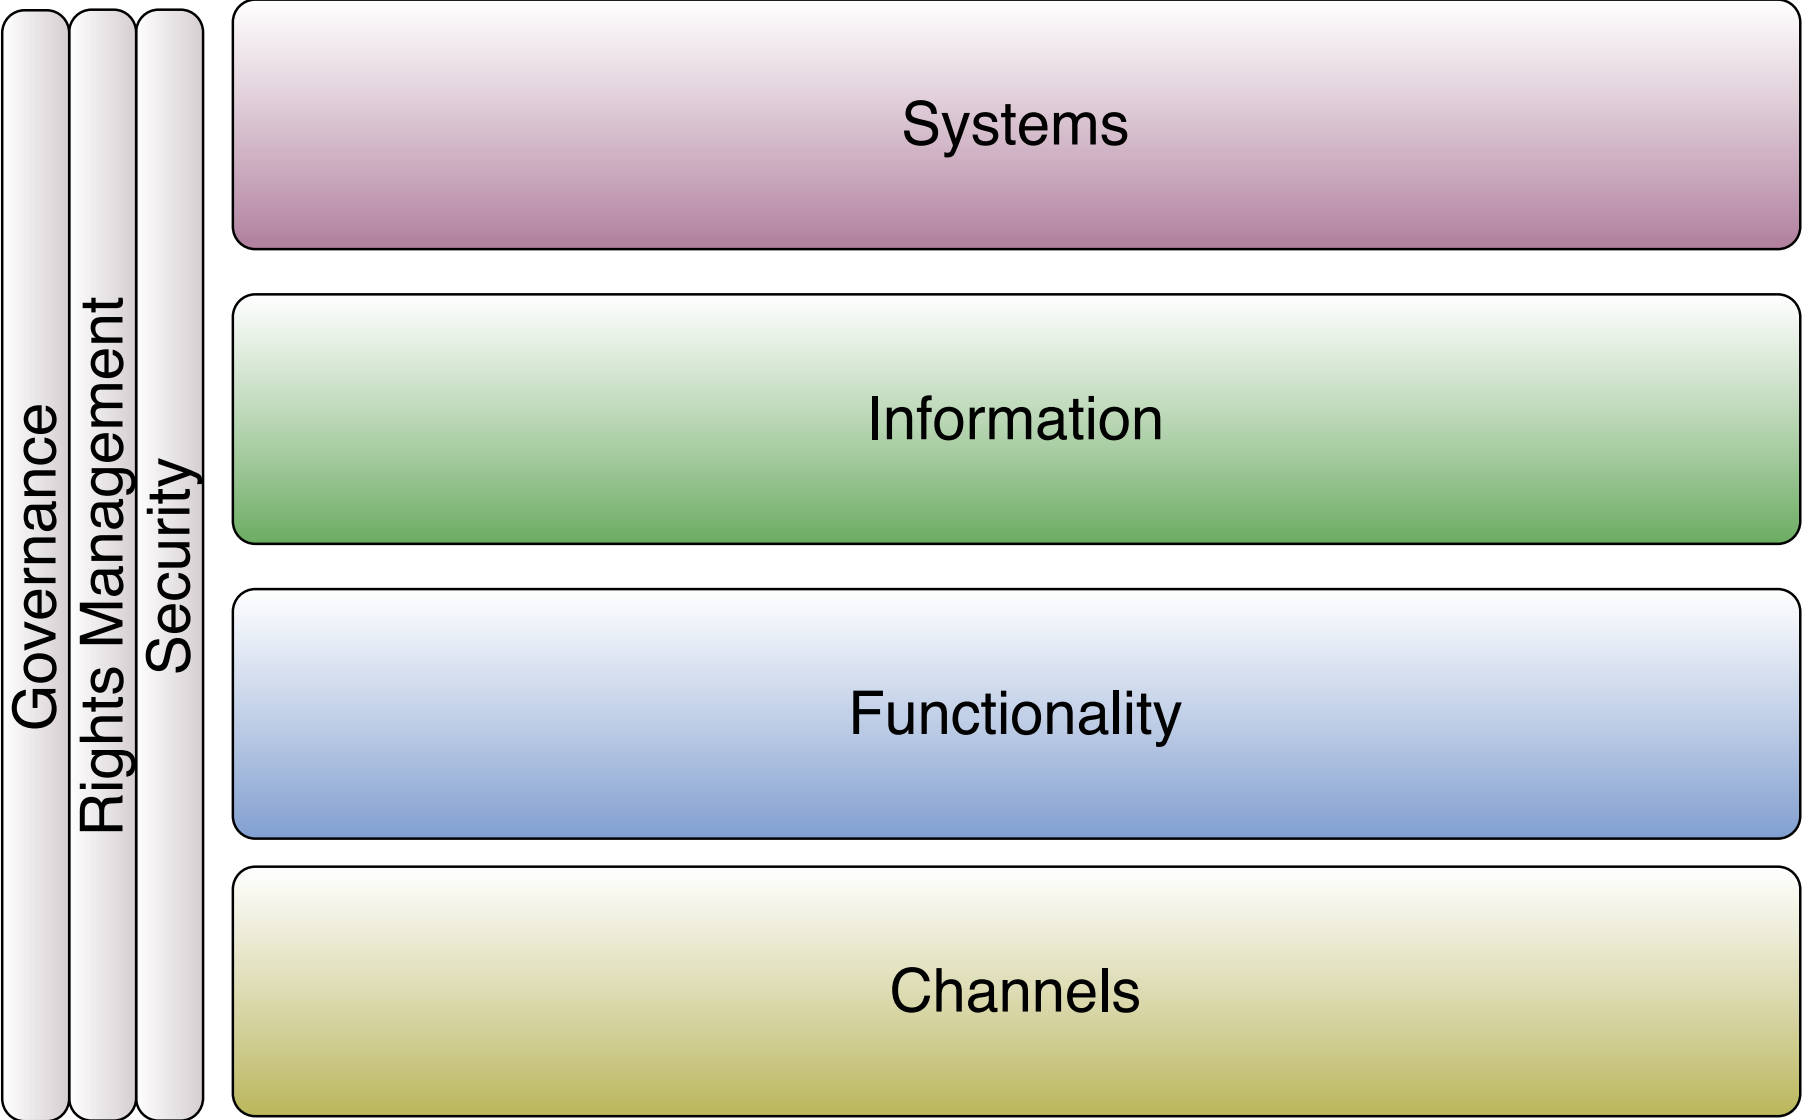 Governance
Rights Management
Security
Systems
Information
Functionality
Channels